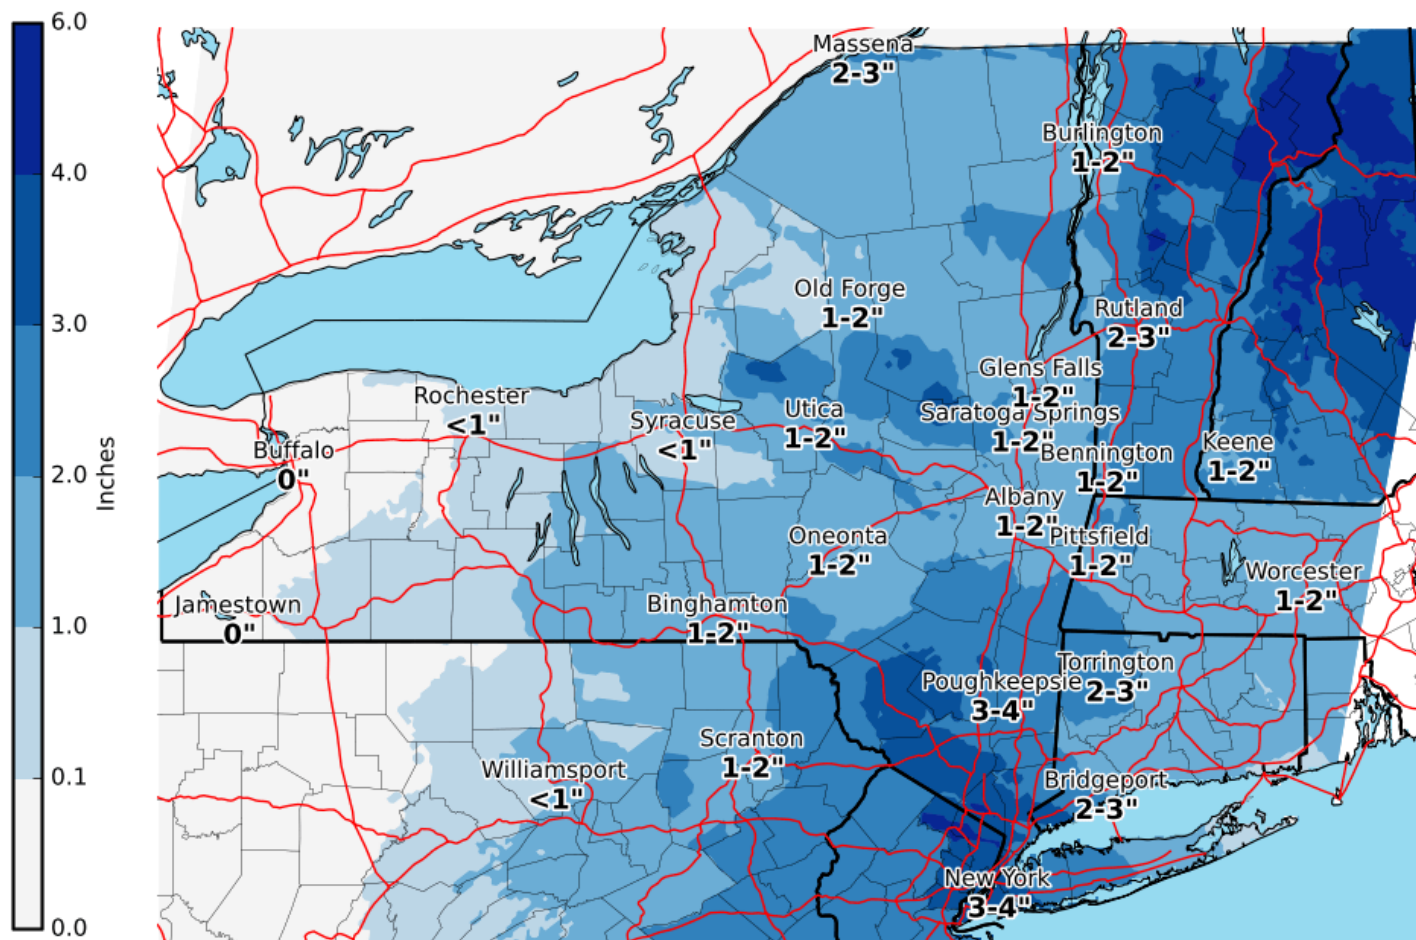 6.0
4.0
3.0
2.0
1.0
0.1
0.0
Inches
Massena
2-3"
Burlington
1-2"
Old Forge
1-2"
Rutland
2-3"
Glens Falls
1-2"
Rochester
<1"
Syracuse
<1"
Utica
1-2"
Saratoga Springs
1-2"
Buffalo
0"
Bennington
1-2"
Keene
1-2"
Albany
1-2"
Oneonta
1-2"
Pittsfield
1-2"
Worcester
1-2"
Jamestown
0"
Binghamton
1-2"
Torrington
2-3"
Poughkeepsie
3-4"
Scranton
1-2"
Williamsport
<1"
Bridgeport
2-3"
New York
3-4"